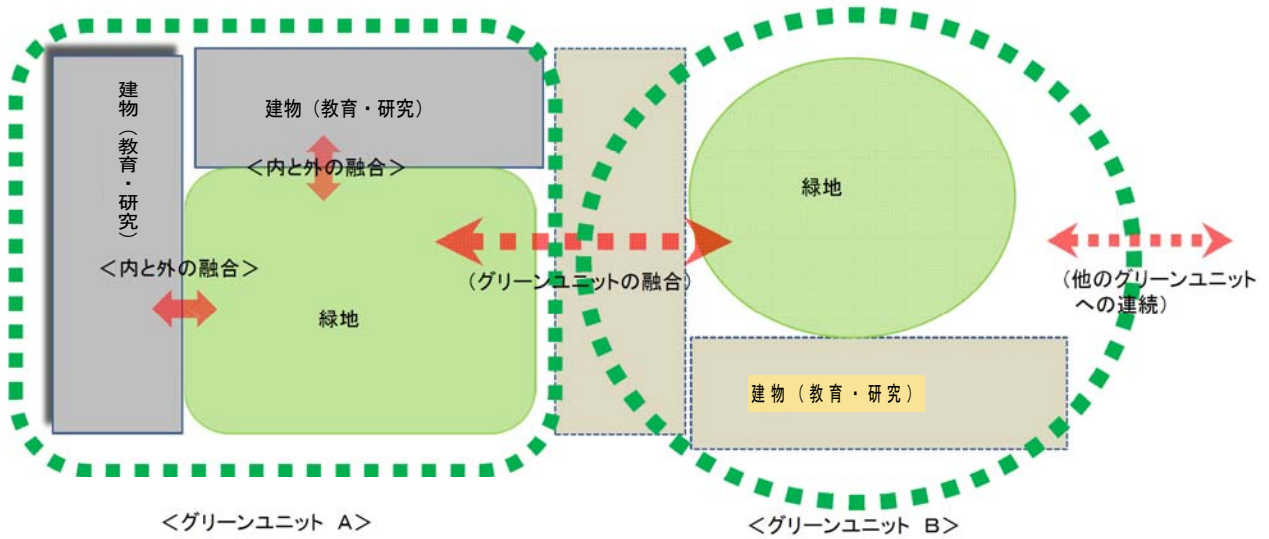 建物（教育・研究）
建物（教育・研究）
＜内と外の融合＞
緑地
＜内と外の融合＞
（グリーンユニットの融合）
（他のグリーンユニット
への連続）
緑地
建物（教育・研究）
＜グリーンユニット A＞
＜グリーンユニット B＞